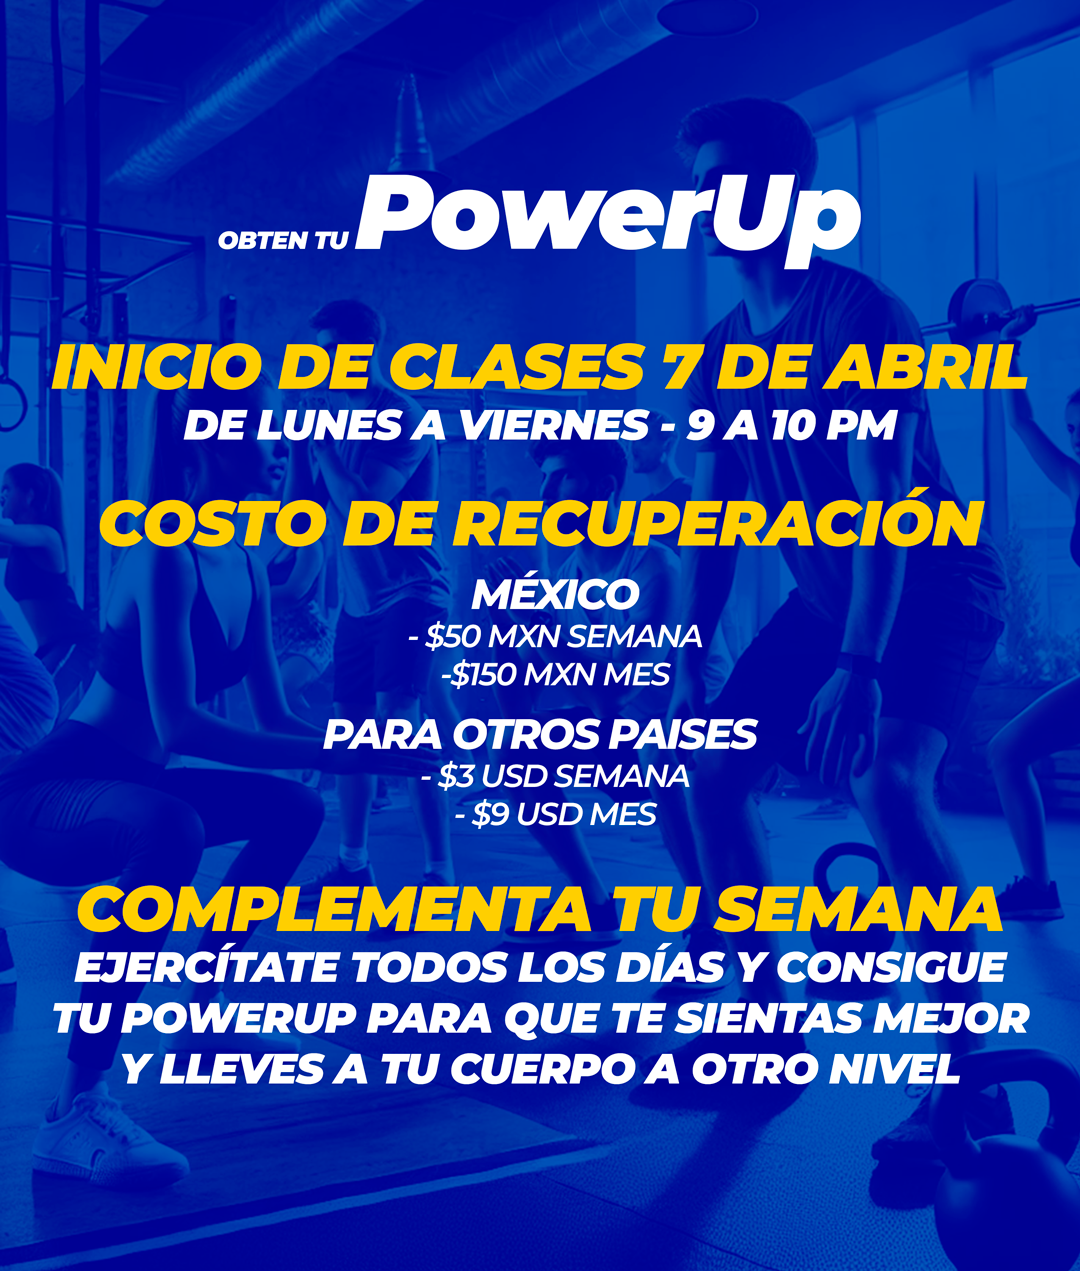 OBTEN TU PowerUp
INICIO DE CLASES 7 DE ABRIL
DE LUNES A VIERNES - 9 A 10 PM
COSTO DE RECUPERACIÓN
MÉXICO
- $50 MXN SEMANA
-$150 MXN MES
PARA OTROS PAISES
- $3 USD SEMANA
- $9 USD MES
COMPLEMENTA TU SEMANA
EJERCÍTATE TODOS LOS DÍAS Y CONSIGUE
TU POWERUP PARA QUE TE SIENTAS MEJOR
Y LLEVES A TU CUERPO A OTRO NIVEL